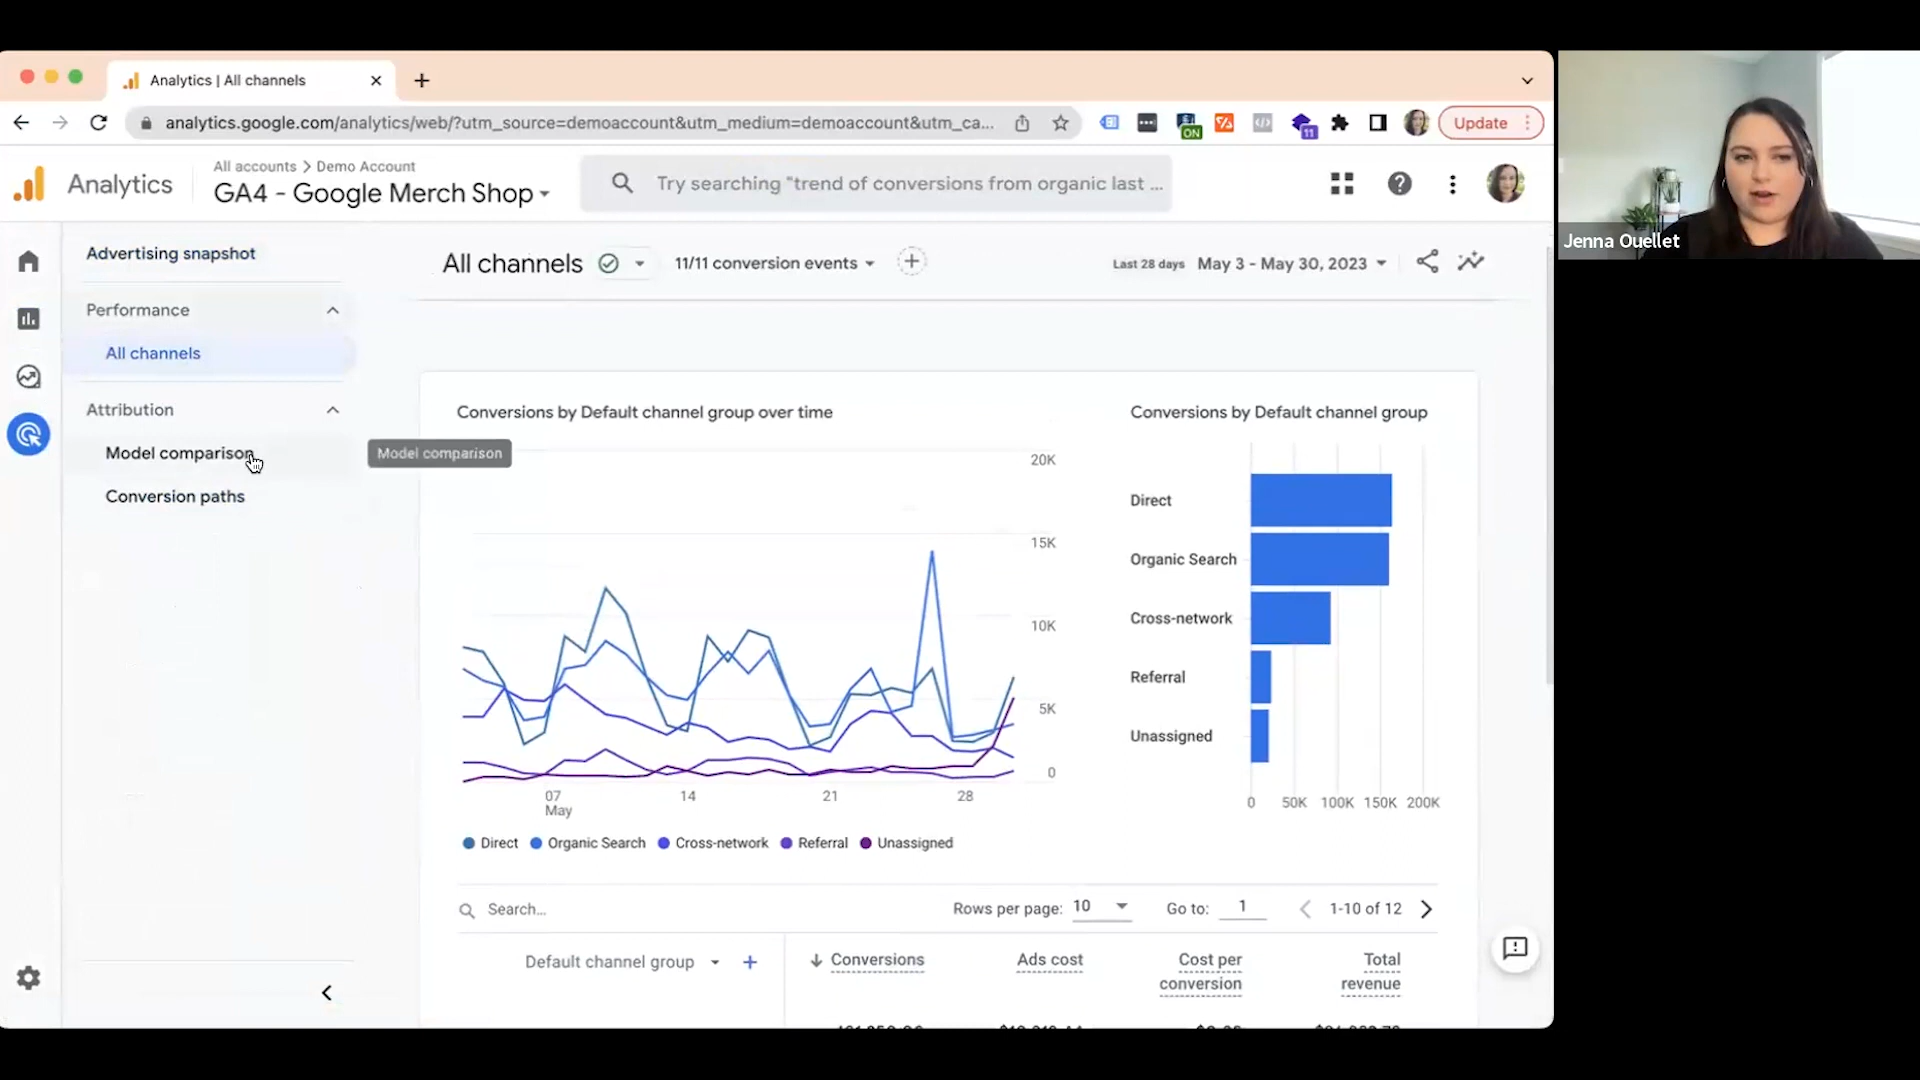 Analytics | All channels
analytics.google.com/analytics/web/?utm_source=demoaccount&utm_medium=demoaccount&utm_ca...
ON
11
Update
Analytics
All accounts > Demo Account
GA4 - Google Merch Shop
Try searching "trend of conversions from organic last ...
Jenna Ouellet
Advertising snapshot
Performance
All channels
Attribution
Model comparison
Conversion paths
Model comparison
All channels
11/11 conversion events
Last 28 days May 3 - May 30, 2023
Conversions by Default channel group over time
20K
15K
10K
5K
0
07
May
14
21
28
Direct
Organic Search
Cross-network
Referral
Unassigned
Conversions by Default channel group
Direct
Organic Search
Cross-network
Referral
Unassigned
0
50K
100K
150K
200K
Search...
Rows per page: 10
Go to: 1
1-10 of 12
Default channel group
Conversions
Ads cost
Cost per
conversion
Total
revenue